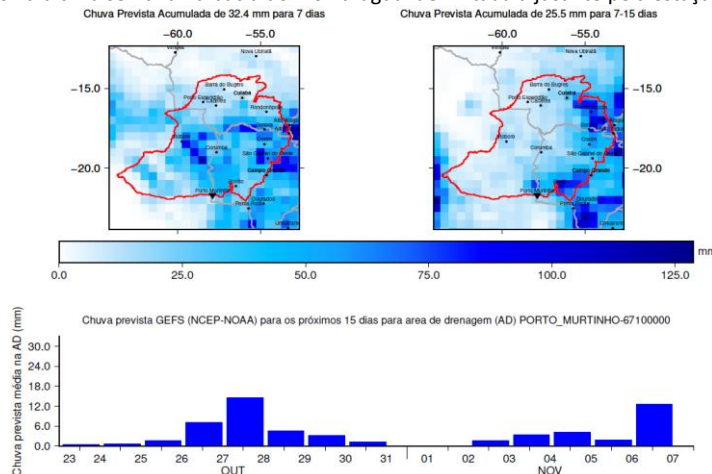 Chuva Prevista Acumulada de 32.4 mm para 7 dias
Chuva Prevista Acumulada de 25.5 mm para 7-15 dias
−60.0 −55.0
−60.0 −55.0
Nova Ubiratã
Nova Ubiratã
Barra do Bugres
Barra do Bugres
−15.0
−15.0
Cuiabá
Cuiabá
Porto Esperidião
Cáceres
Corumbá
Corumbá
−20.0
−20.0
Campo Grande
Campo Grande
Bonito
Porto Murtinho
Dourados
Dourados
mm
0.0 25.0 50.0 75.0 100.0 125.0
Chuva prevista GEFS (NCEP-NOAA) para os próximos 15 dias para area de drenagem (AD) PORTO_MURTINHO-67100000
Chuva prevista média na AD (mm)
30.0
24.0
18.0
12.0
6.0
0.0
23 24 25 26 27 28 29 30 31 01 02 03 04 05 06 07
OUT NOV